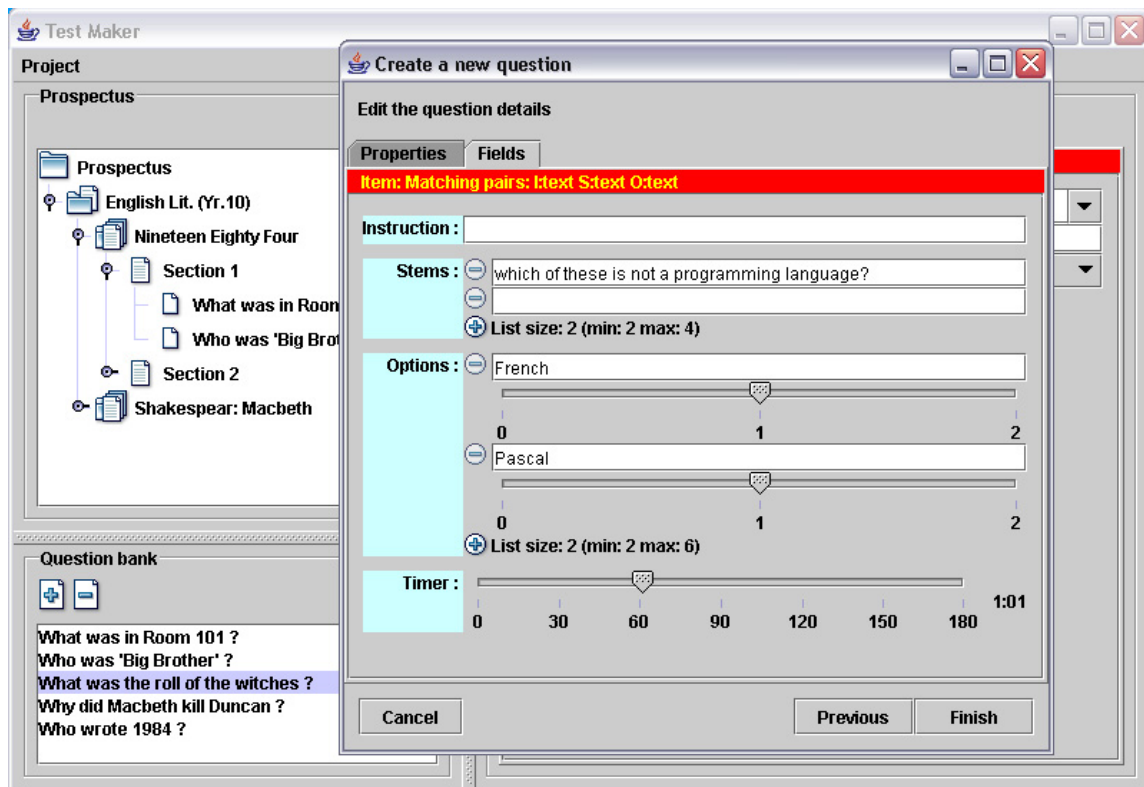 Test Maker
Project
Prospectus
Prospectus
English Lit. (Yr.10)
Nineteen Eighty Four
Section 1
What was in Room
Who was 'Big Brot
Section 2
Shakespear: Macbeth
Question bank
What was in Room 101 ?
Who was 'Big Brother' ?
What was the roll of the witches ?
Why did Macbeth kill Duncan ?
Who wrote 1984 ?
Create a new question
Edit the question details
Properties Fields
Item: Matching pairs: I:text S:text O:text
Instruction :
Stems : which of these is not a programming language?
List size: 2 (min: 2 max: 4)
Options : French
0 1 2
Pascal
0 1 2
List size: 2 (min: 2 max: 6)
Timer : 1:01
0 30 60 90 120 150 180
Cancel Previous Finish